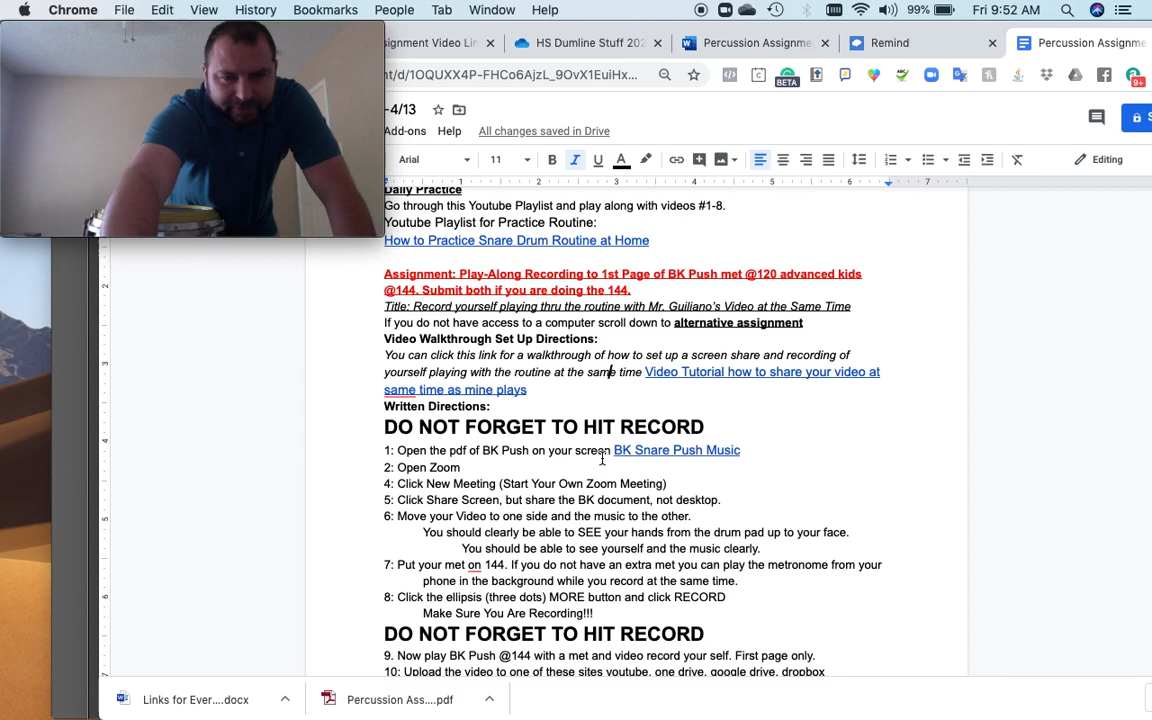 Chrome File Edit View History Bookmarks People Tab Window Help 99% Fri 9:52 AM
signment Video Lin HS Dumline Stuff 202 Percussion Assignme Remind Percussion Assignme
nt/d/1OQUXX4P-FHCo6AjzL_9OvX1EuiHx... BETA 9+
-4/13
Add-ons Help All changes saved in Drive
Arial 11 B I U A Editing
1 2 3 4 5 6 7
Daily Practice
Go through this Youtube Playlist and play along with videos #1-8.
Youtube Playlist for Practice Routine:
How to Practice Snare Drum Routine at Home
Assignment: Play-Along Recording to 1st Page of BK Push met @120 advanced kids
@144. Submit both if you are doing the 144.
Title: Record yourself playing thru the routine with Mr. Guiliano's Video at the Same Time
If you do not have access to a computer scroll down to alternative assignment
Video Walkthrough Set Up Directions:
You can click this link for a walkthrough of how to set up a screen share and recording of
yourself playing with the routine at the same time Video Tutorial how to share your video at
same time as mine plays
Written Directions:
DO NOT FORGET TO HIT RECORD
1: Open the pdf of BK Push on your screen BK Snare Push Music
2: Open Zoom
4: Click New Meeting (Start Your Own Zoom Meeting)
5: Click Share Screen, but share the BK document, not desktop.
6: Move your Video to one side and the music to the other.
You should clearly be able to SEE your hands from the drum pad up to your face.
You should be able to see yourself and the music clearly.
7: Put your met on 144. If you do not have an extra met you can play the metronome from your
phone in the background while you record at the same time.
8: Click the ellipsis (three dots) MORE button and click RECORD
Make Sure You Are Recording!!!
DO NOT FORGET TO HIT RECORD
9. Now play BK Push @144 with a met and video record your self. First page only.
10: Upload the video to one of these sites youtube, one drive, google drive, dropbox
Links for Ever....docx Percussion Ass....pdf